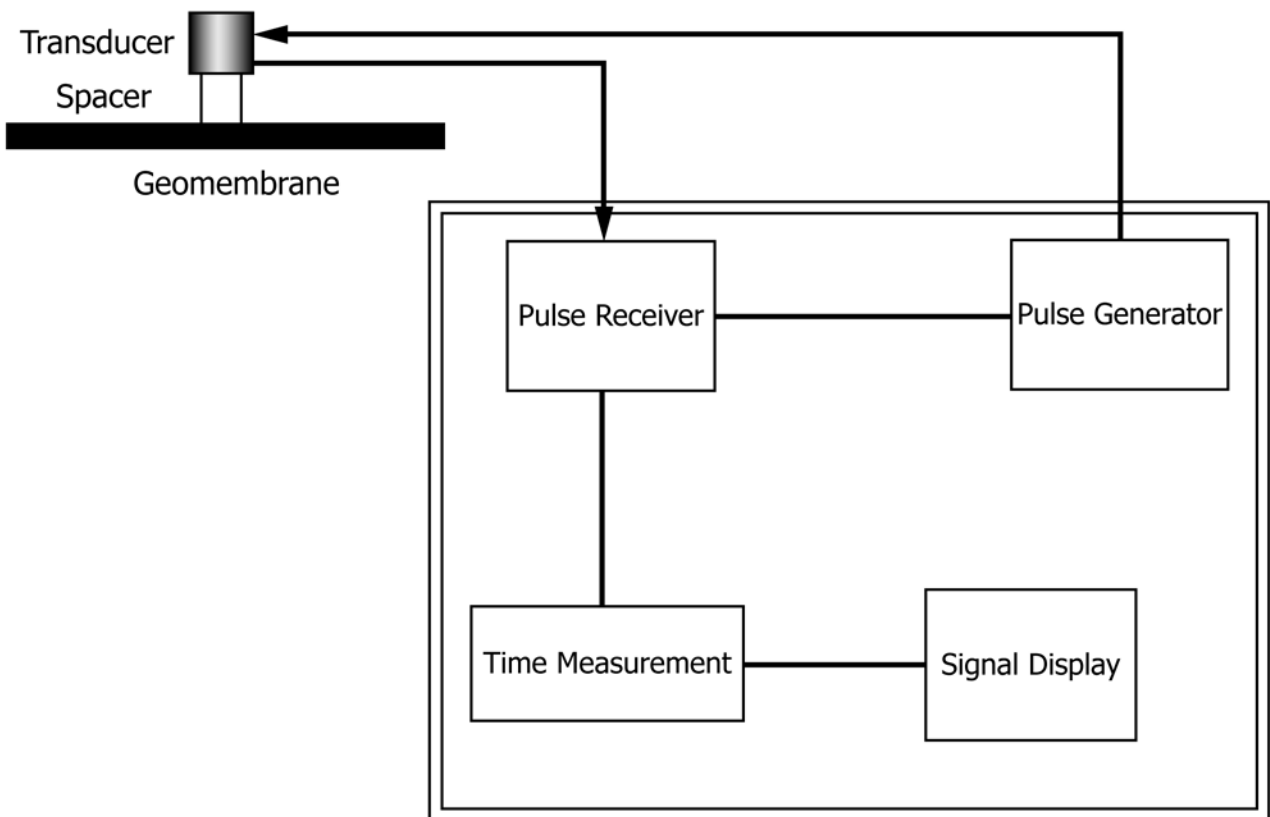 Transducer
Spacer
Geomembrane
Pulse Receiver
Pulse Generator
Time Measurement
Signal Display